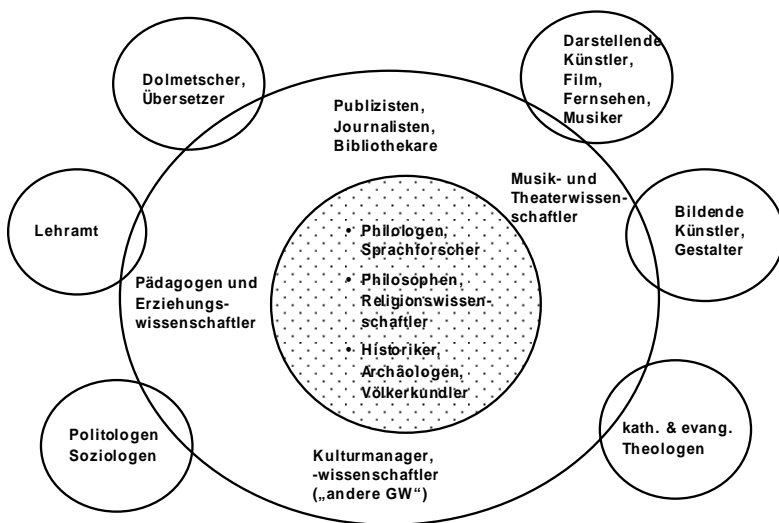 Dolmetscher,
Übersetzer
Publizisten,
Journalisten,
Bibliothekare
Darstellende
Künstler,
Film,
Fernsehen,
Musiker
Lehramt
Musik- und
Theaterwissen-
schaftler
Bildende
Künstler,
Gestalter
Pädagogen und
Erziehungs-
wissenschaftler
• Philologen,
Sprachforscher
• Philosophen,
Religionswissen-
schaftler
• Historiker,
Archäologen,
Völkerkundler
Politologen
Soziologen
Kulturmanager,
-wissenschaftler
(„andere GW“)
kath. & evang.
Theologen